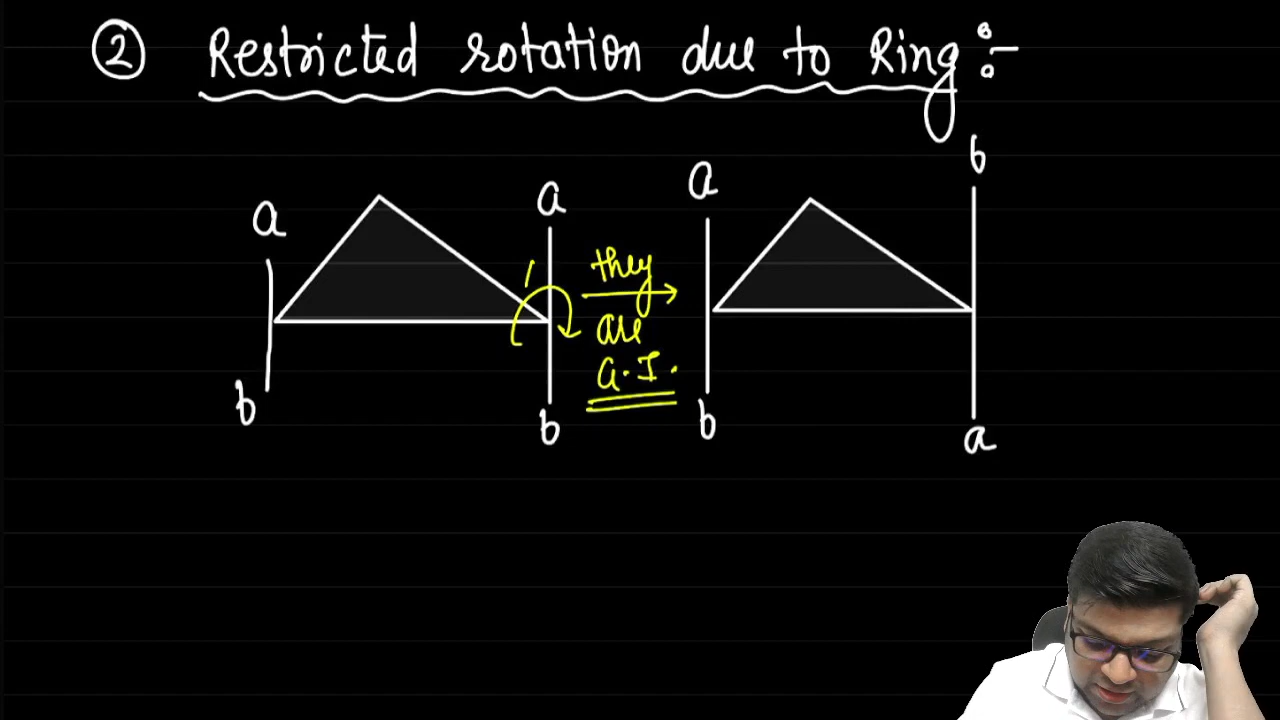 ② Restricted rotation due to Ring :-
a a a b
they
are
G.I.
b b b a